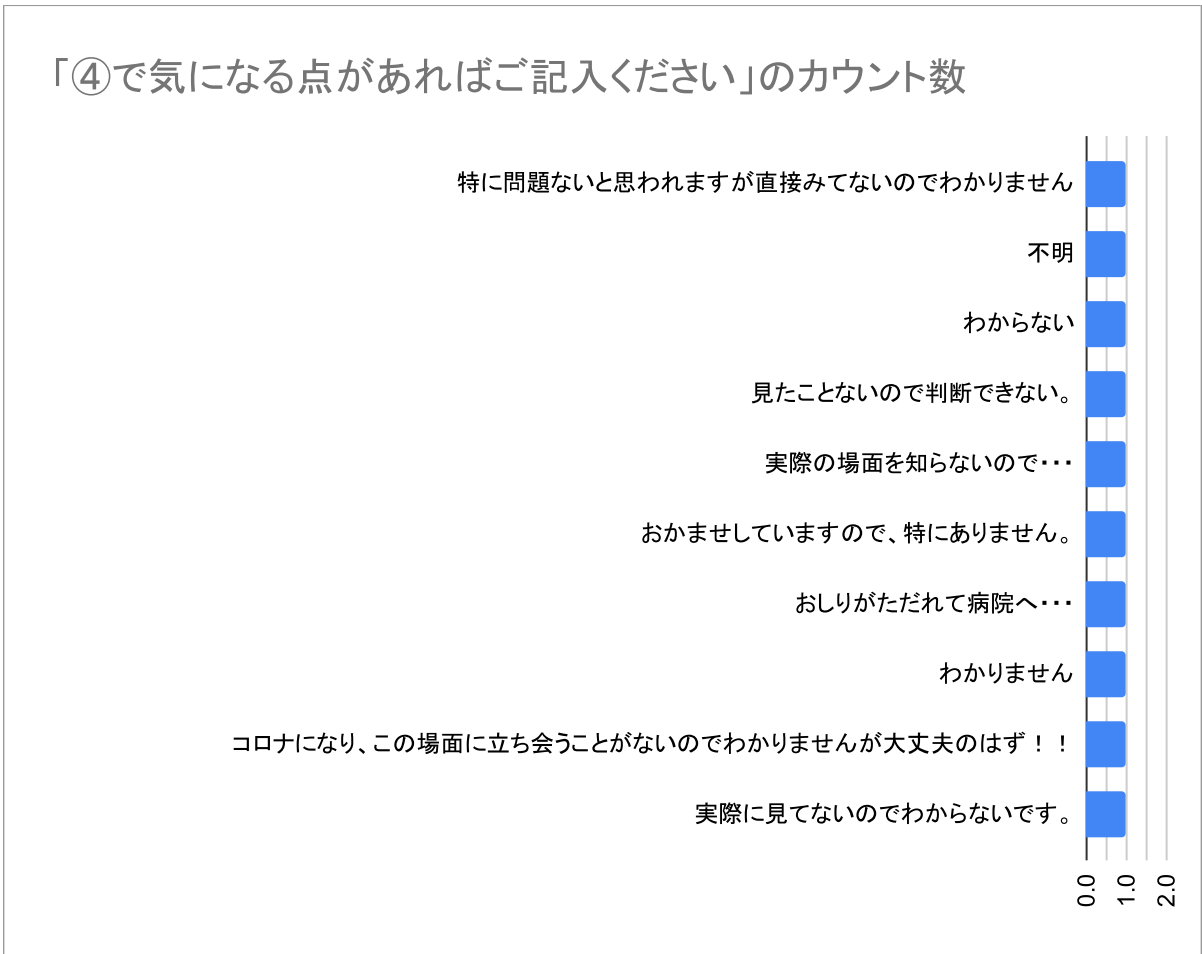 「④で気になる点があればご記入ください」のカウント数
特に問題ないと思われますが直接みてないのでわかりません
不明
わからない
見たことないので判断できない。
実際の場面を知らないので・・・
おかませしていますので、特にありません。
おしりがただれて病院へ・・・
わかりません
コロナになり、この場面に立ち会うことがないのでわかりませんが大丈夫のはず！！
実際に見てないのでわからないです。
0.0
1.0
2.0